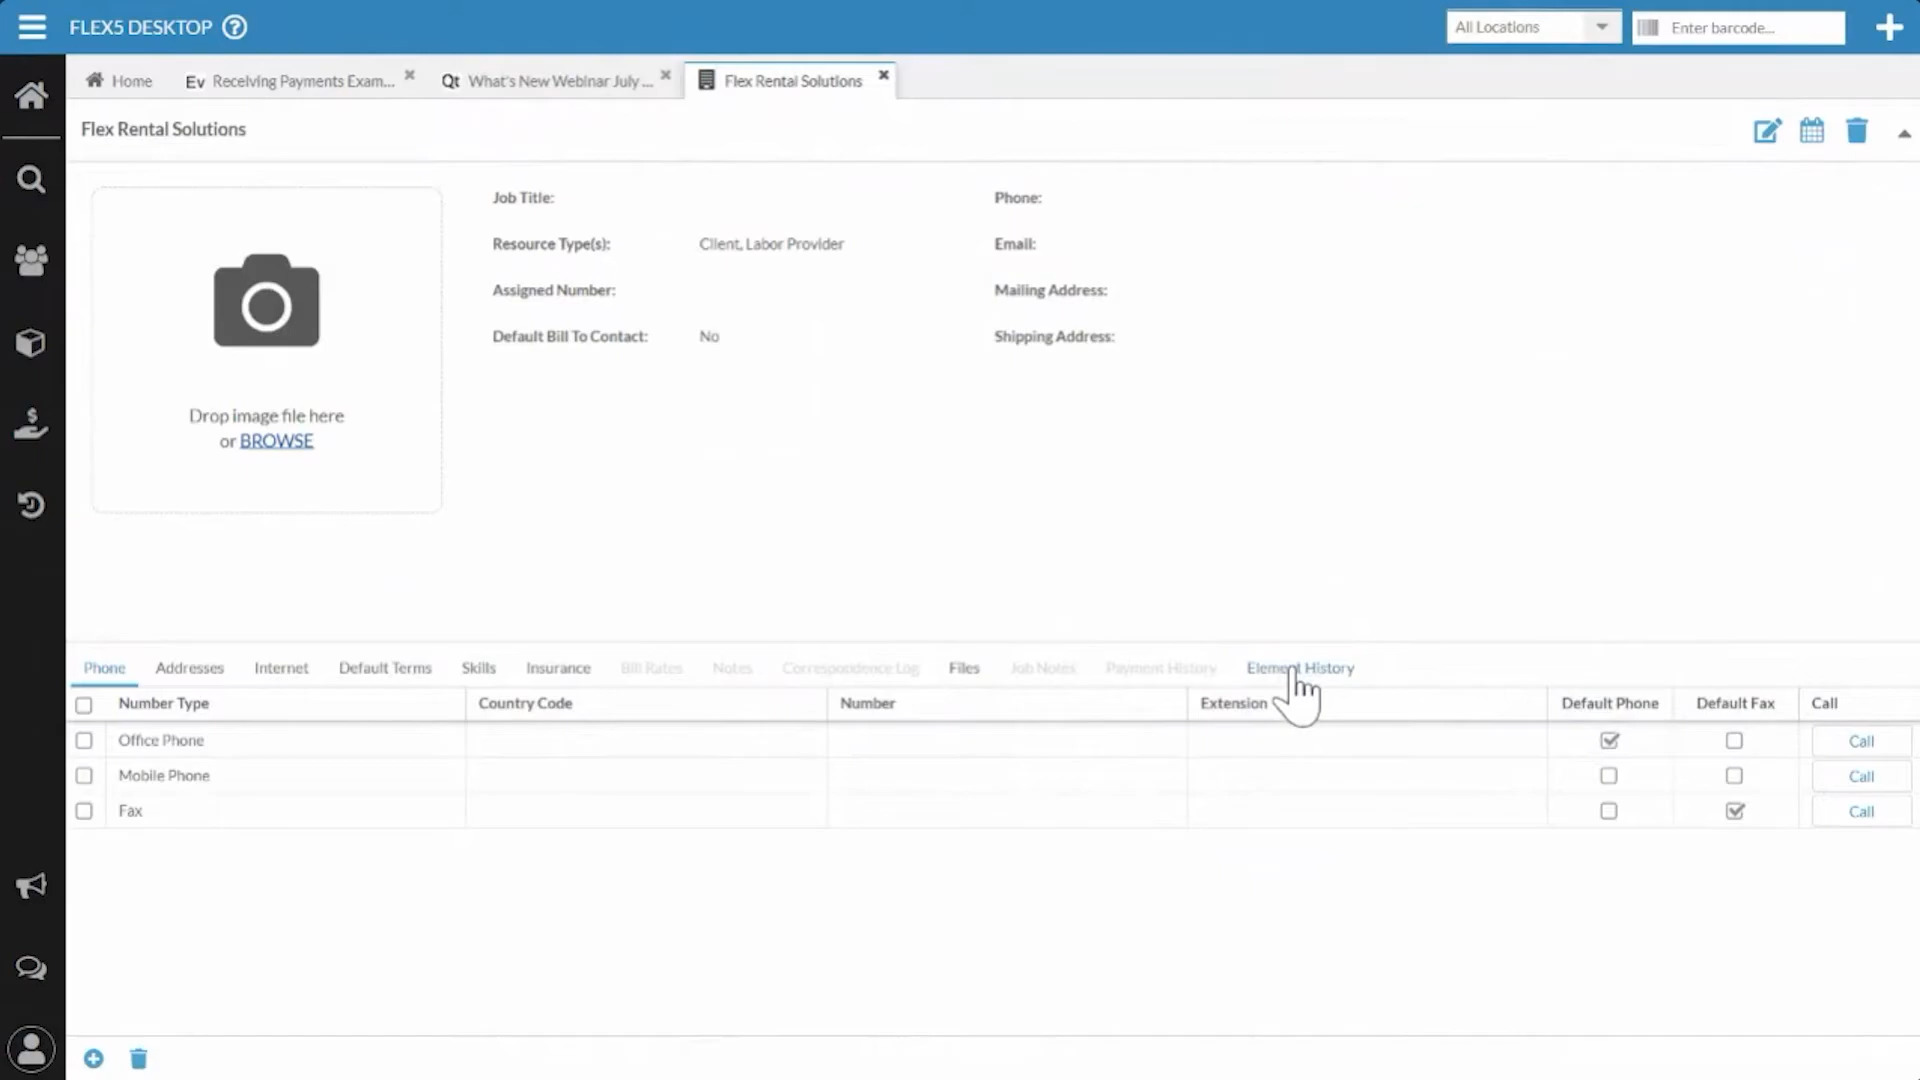 FLEX5 DESKTOP ?
All Locations
Enter barcode...
Home
Ev Receiving Payments Exam...
Qt What's New Webinar July ...
Flex Rental Solutions
Flex Rental Solutions
Drop image file here
or BROWSE
Job Title:
Resource Type(s): Client, Labor Provider
Assigned Number:
Default Bill To Contact: No
Phone:
Email:
Mailing Address:
Shipping Address:
Phone Addresses Internet Default Terms Skills Insurance Bill Rates Notes Correspondence Log Files Job Notes Payment History Element History
Number Type Country Code Number Extension Default Phone Default Fax Call
Office Phone Call
Mobile Phone Call
Fax Call